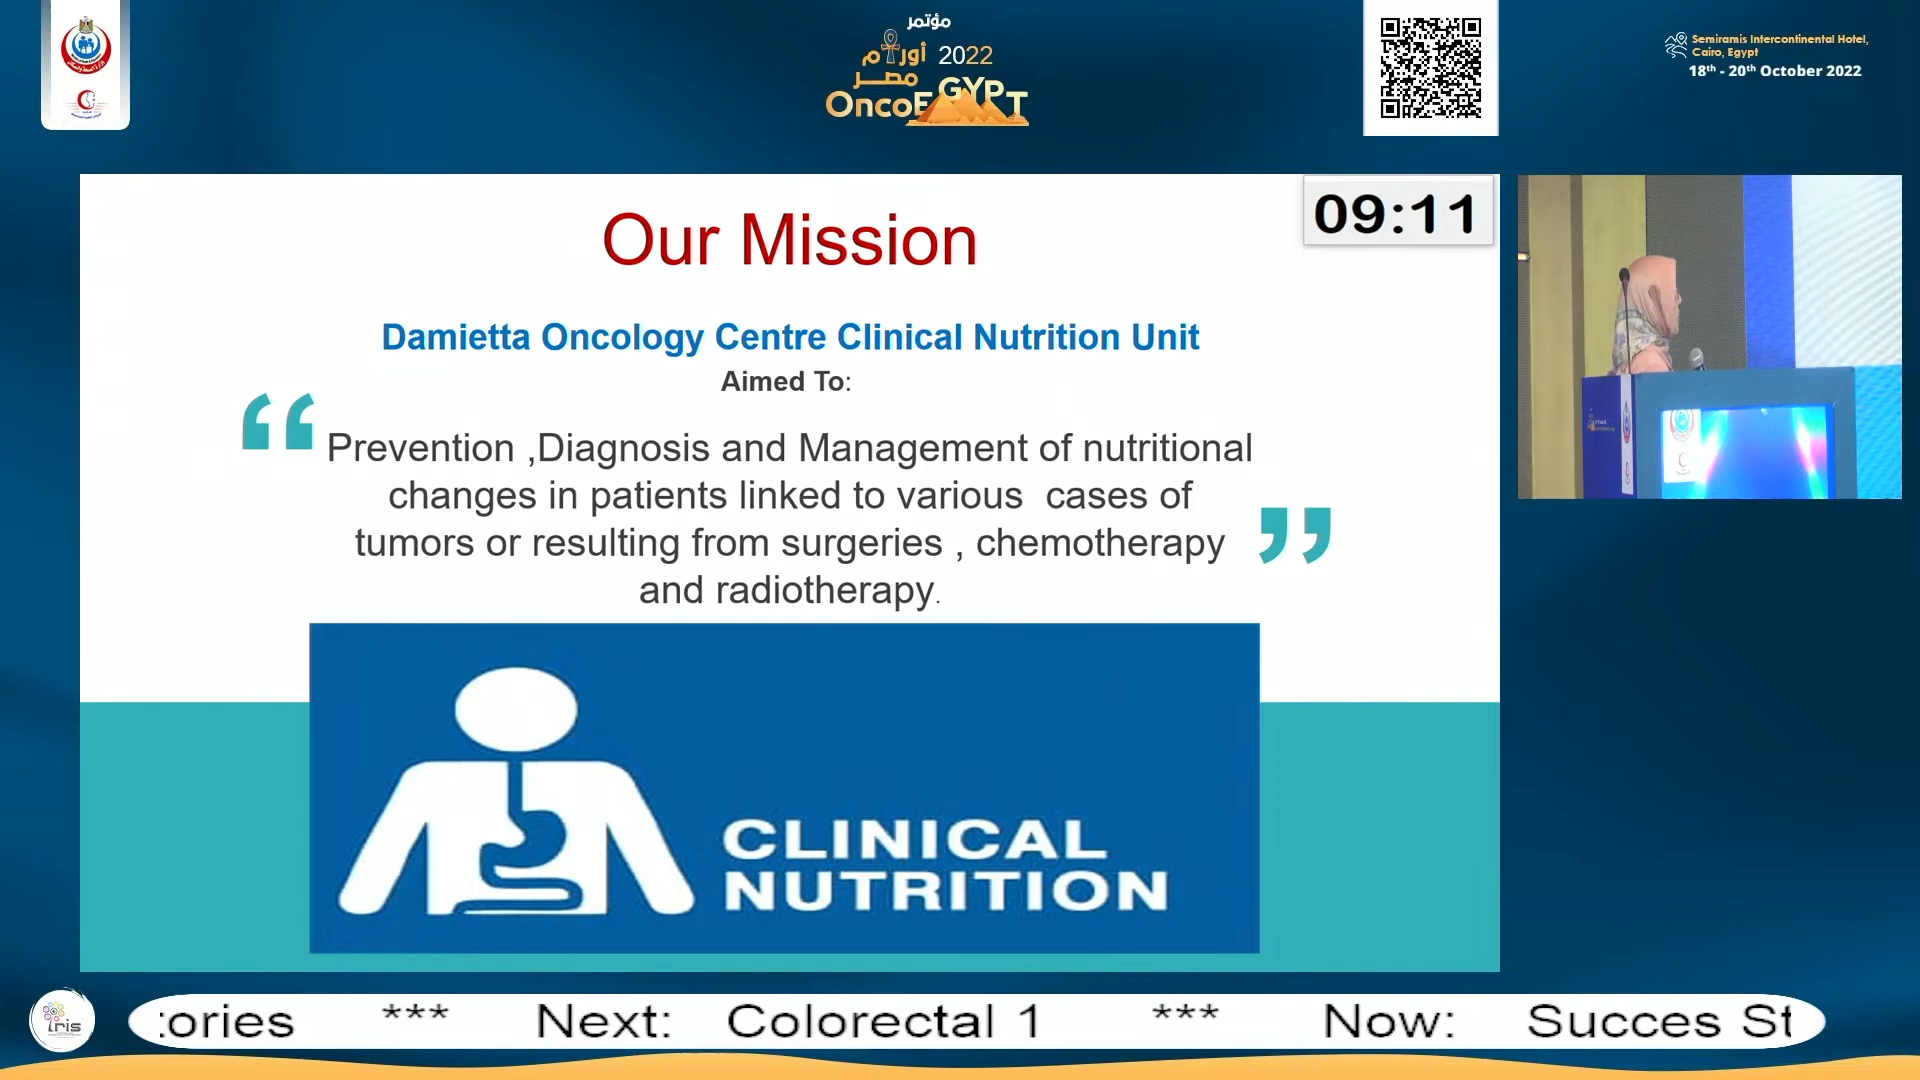 مؤتمر
أورام 2022
مصر
OncoEGYPT
Semiramis Intercontinental Hotel,
Cairo, Egypt
18th - 20th October 2022
09:11
Our Mission
Damietta Oncology Centre Clinical Nutrition Unit
Aimed To:
“ Prevention ,Diagnosis and Management of nutritional
changes in patients linked to various cases of
tumors or resulting from surgeries , chemotherapy ”
and radiotherapy.
CLINICAL
NUTRITION
iris
tories *** Next: Colorectal 1 *** Now: Succes St